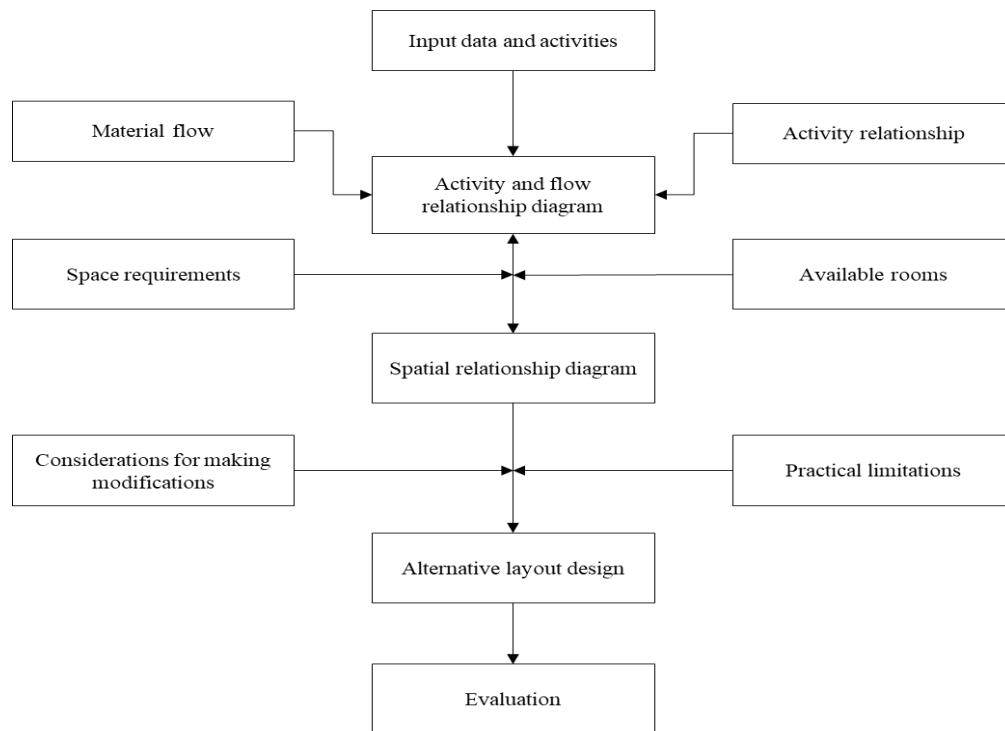 Input data and activities
Material flow
Activity relationship
Activity and flow
relationship diagram
Space requirements
Available rooms
Spatial relationship diagram
Considerations for making
modifications
Practical limitations
Alternative layout design
Evaluation